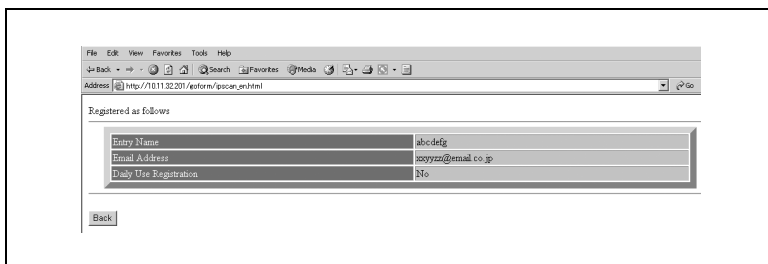 File Edit View Favorites Tools Help
Back Search Favorites Media
Address http://10.11.32.201/goform/ipscan_en.html Go
Registered as follows
Entry Name abcdefg
Email Address xxyyzz@email.co.jp
Daily Use Registration No
Back